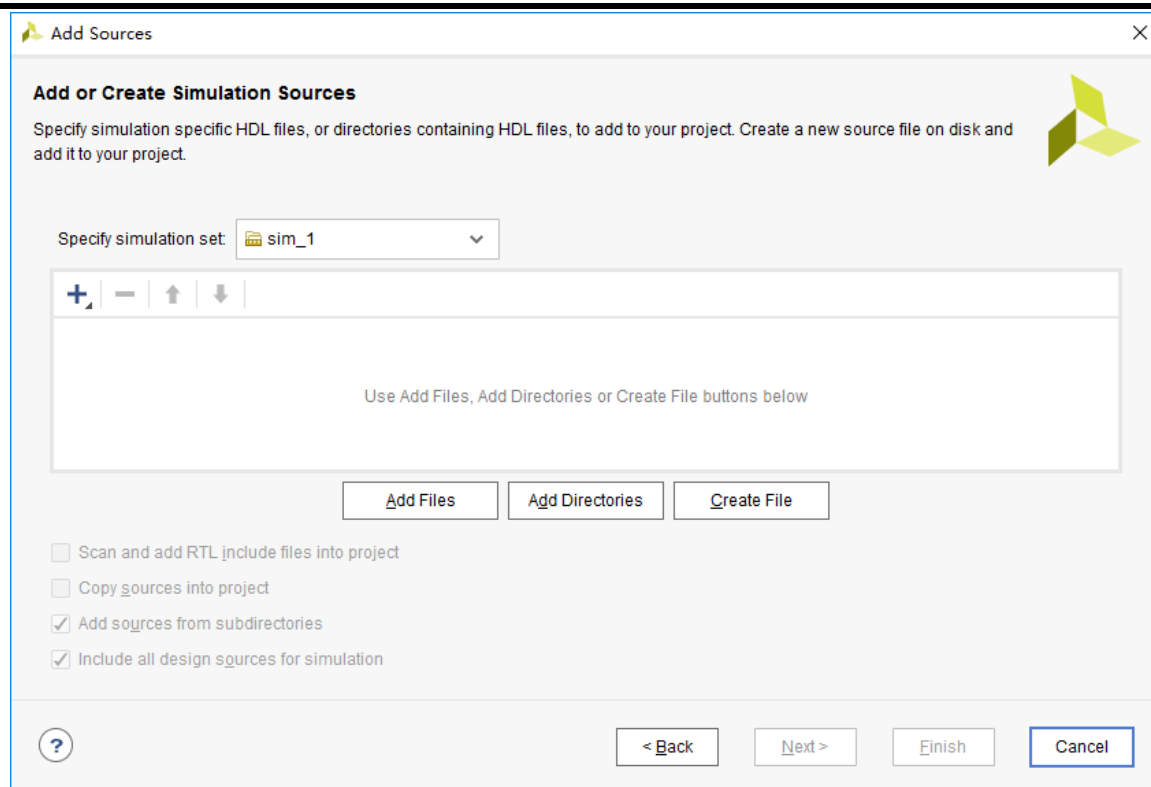 Add Sources
Add or Create Simulation Sources
Specify simulation specific HDL files, or directories containing HDL files, to add to your project. Create a new source file on disk and
add it to your project.
Specify simulation set: sim_1
Use Add Files, Add Directories or Create File buttons below
Add Files Add Directories Create File
Scan and add RTL include files into project
Copy sources into project
Add sources from subdirectories
Include all design sources for simulation
? < Back Next > Finish Cancel